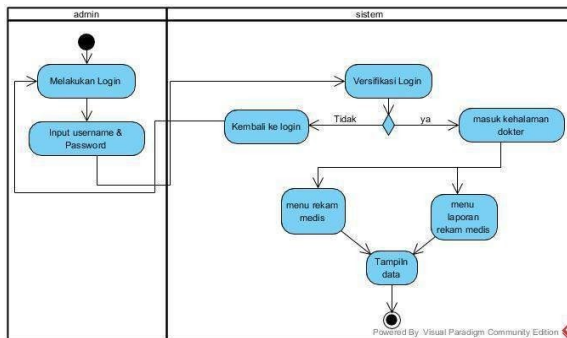 admin
sistem
Melakukan Login
Versifikasi Login
Input username &
Password
Kembali ke login
Tidak
ya
masuk kehalaman
dokter
menu rekam
medis
menu
laporan
rekam medis
Tampiln
data
Powered By Visual Paradigm Community Edition